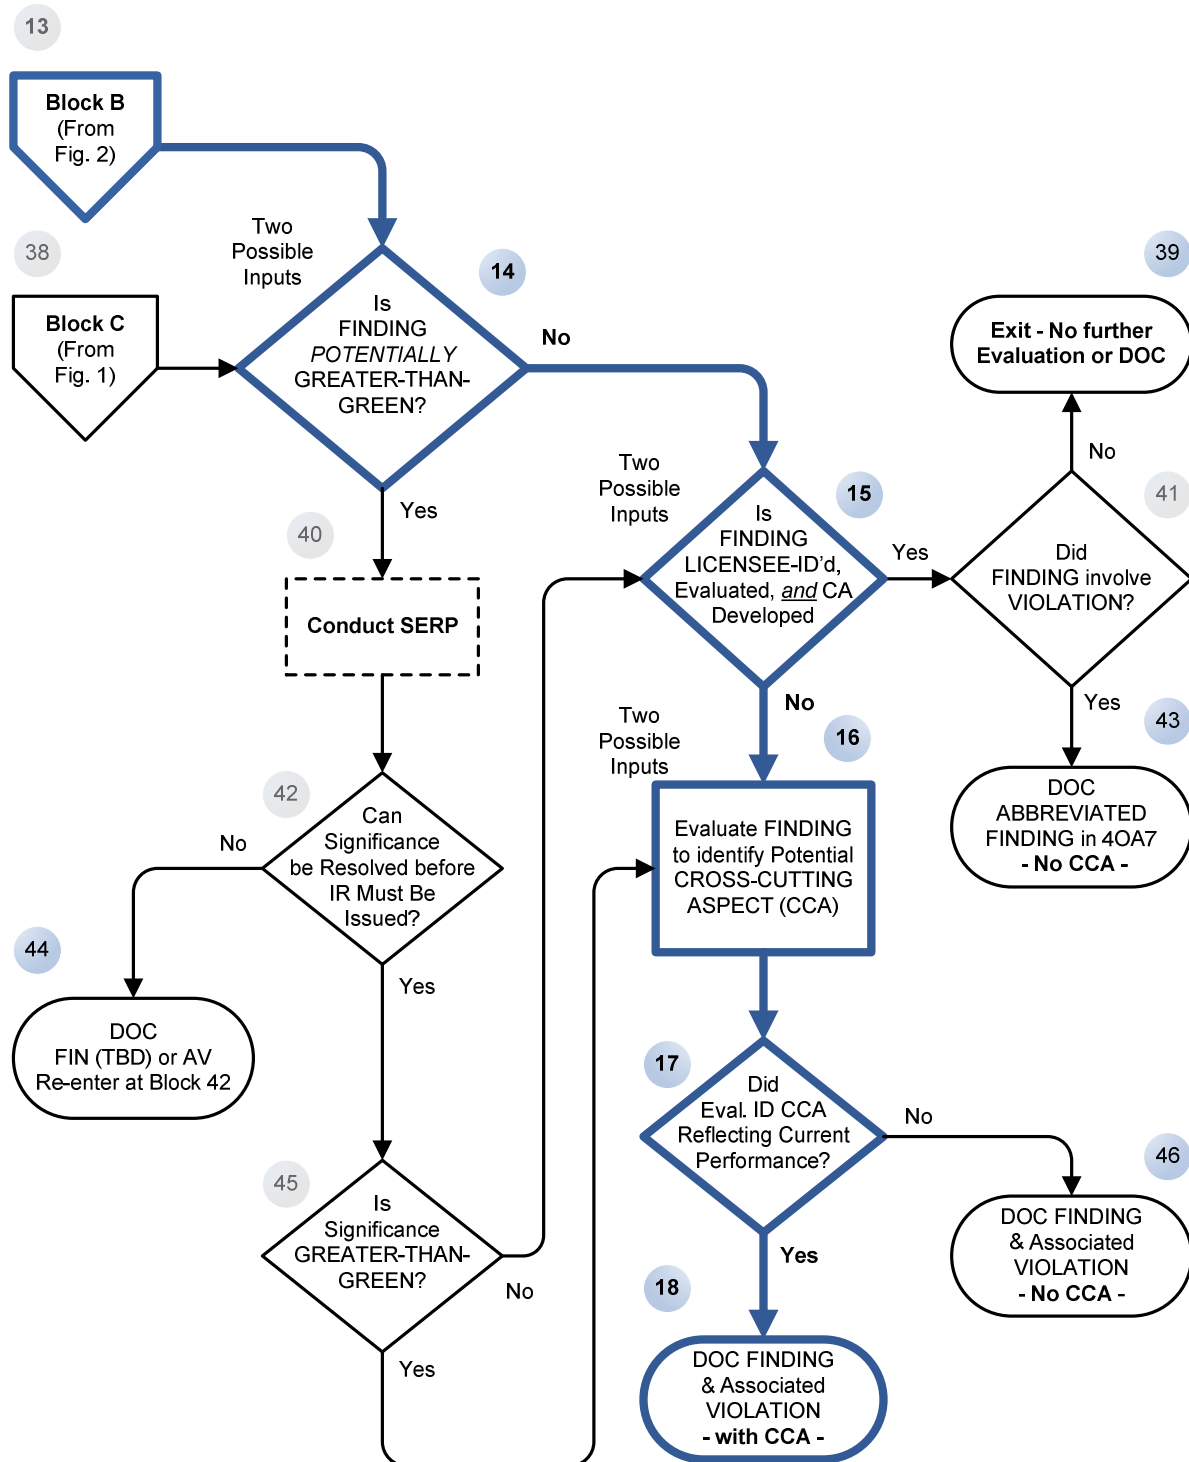 13
Block B
(From
Fig. 2)
38
Block C
(From
Fig. 1)
Two
Possible
Inputs
14
Is
FINDING
POTENTIALLY
GREATER-THAN-
GREEN?
No
Yes
40
Conduct SERP
42
Can
Significance
be Resolved before
IR Must Be
Issued?
No
Yes
44
DOC
FIN (TBD) or AV
Re-enter at Block 42
45
Is
Significance
GREATER-THAN-
GREEN?
No
Yes
Two
Possible
Inputs
15
Is
FINDING
LICENSEE-ID’d,
Evaluated, and CA
Developed
Yes
No
39
Exit - No further
Evaluation or DOC
No
41
Did
FINDING involve
VIOLATION?
Yes
43
DOC
ABBREVIATED
FINDING in 4OA7
- No CCA -
Two
Possible
Inputs
16
Evaluate FINDING
to identify Potential
CROSS-CUTTING
ASPECT (CCA)
17
Did
Eval. ID CCA
Reflecting Current
Performance?
No
Yes
46
DOC FINDING
& Associated
VIOLATION
- No CCA -
18
DOC FINDING
& Associated
VIOLATION
- with CCA -